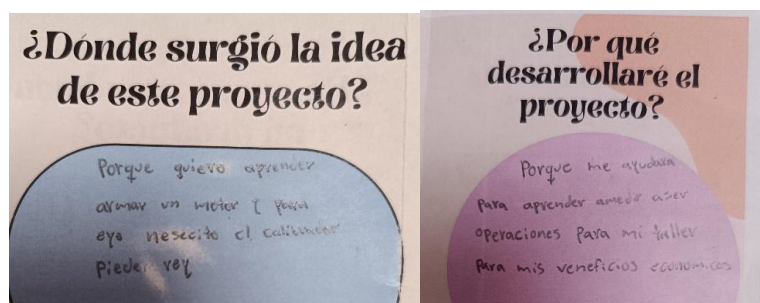 ¿Dónde surgió la idea
de este proyecto?
Porque quiero aprender
armar un motor y para
eyo nesecito el calibrador
Pieder rey
¿Por qué
desarrollaré el
proyecto?
Porque me ayudara
para aprender amedir aser
operaciones para mi taller
para mis veneficios economicos